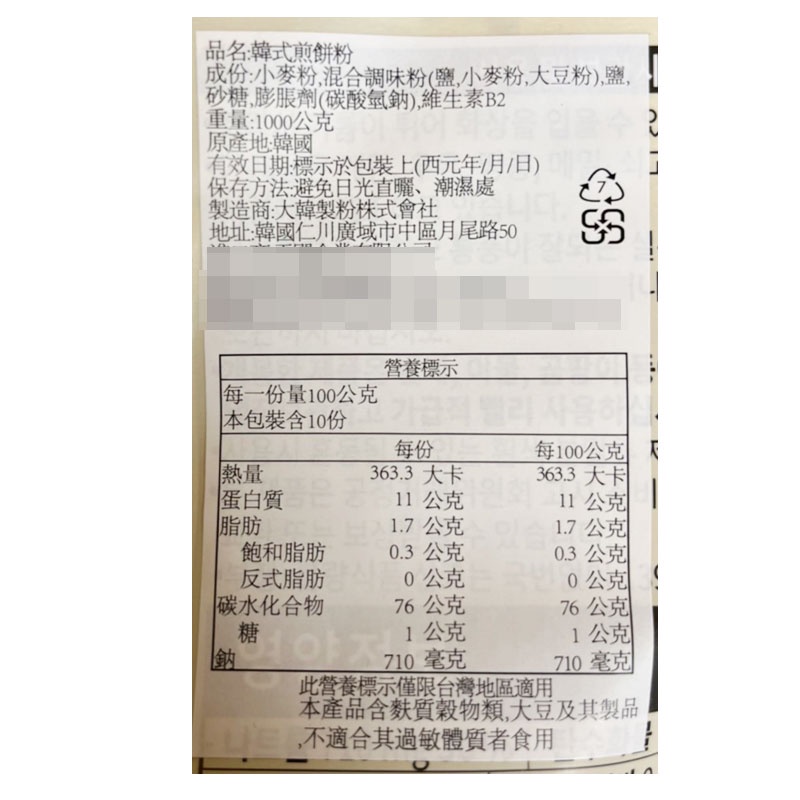 品名:韓式煎餅粉
成份:小麥粉,混合調味粉(鹽,小麥粉,大豆粉),鹽,
砂糖,膨脹劑(碳酸氫鈉),維生素B2
重量:1000公克
原產地:韓國
有效日期:標示於包裝上(西元年/月/日)
保存方法:避免日光直曬、潮濕處
製造商:大韓製粉株式會社
地址:韓國仁川廣域市中區月尾路50
7
營養標示
每一份量100公克
本包裝含10份
每份 每100公克
熱量 363.3 大卡 363.3 大卡
蛋白質 11 公克 11 公克
脂肪 1.7 公克 1.7 公克
飽和脂肪 0.3 公克 0.3 公克
反式脂肪 0 公克 0 公克
碳水化合物 76 公克 76 公克
糖 1 公克 1 公克
鈉 710 毫克 710 毫克
此營養標示僅限台灣地區適用
本產品含麩質穀物類,大豆及其製品
,不適合其過敏體質者食用